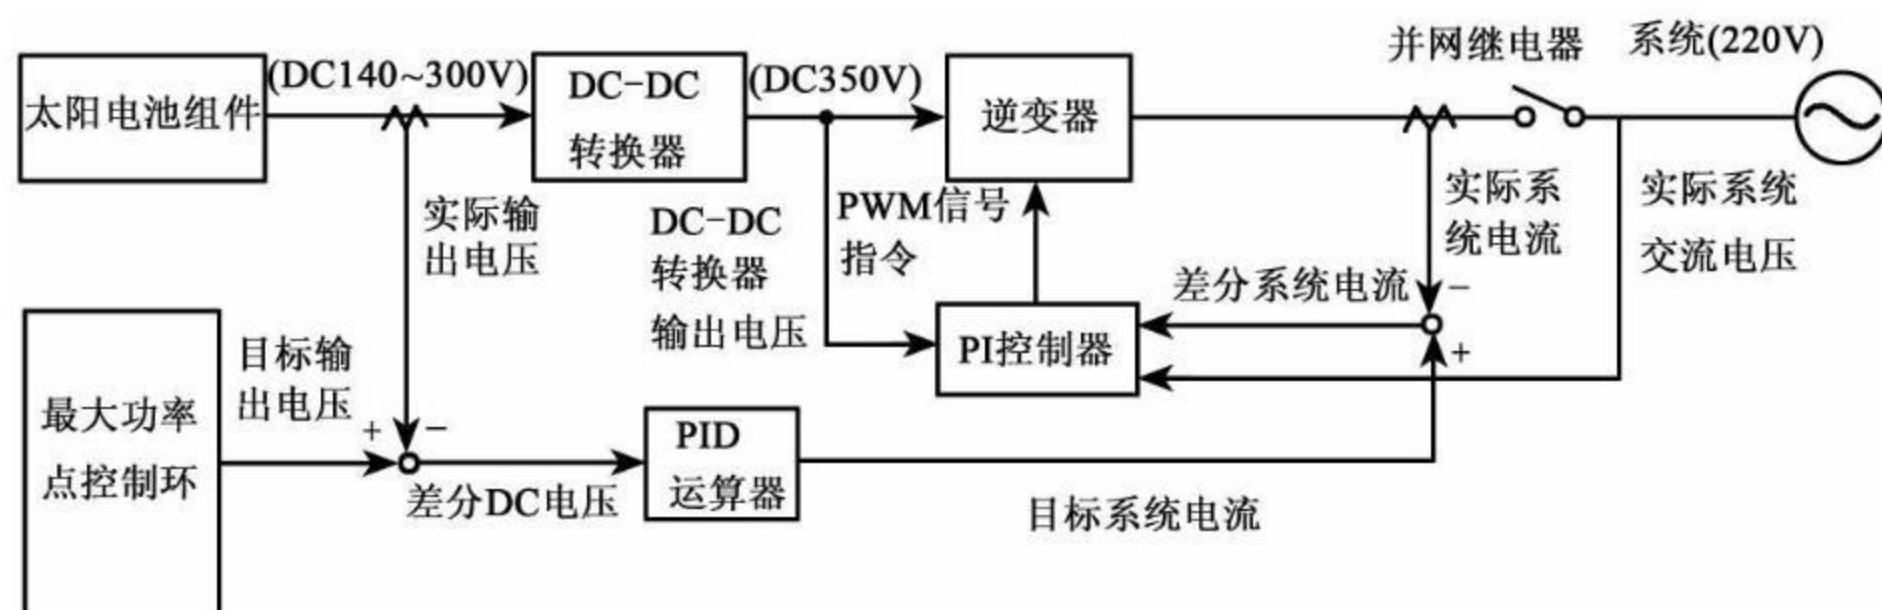 并网继电器
系统(220V)
太阳电池组件
(DC140~300V)
DC-DC
转换器
(DC350V)
逆变器
实际输
出电压
DC-DC
转换器
输出电压
PWM信号
指令
实际系
统电流
实际系统
交流电压
差分系统电流
−
+
PI控制器
最大功率
点控制环
目标输
出电压
+
−
差分DC电压
PID
运算器
目标系统电流